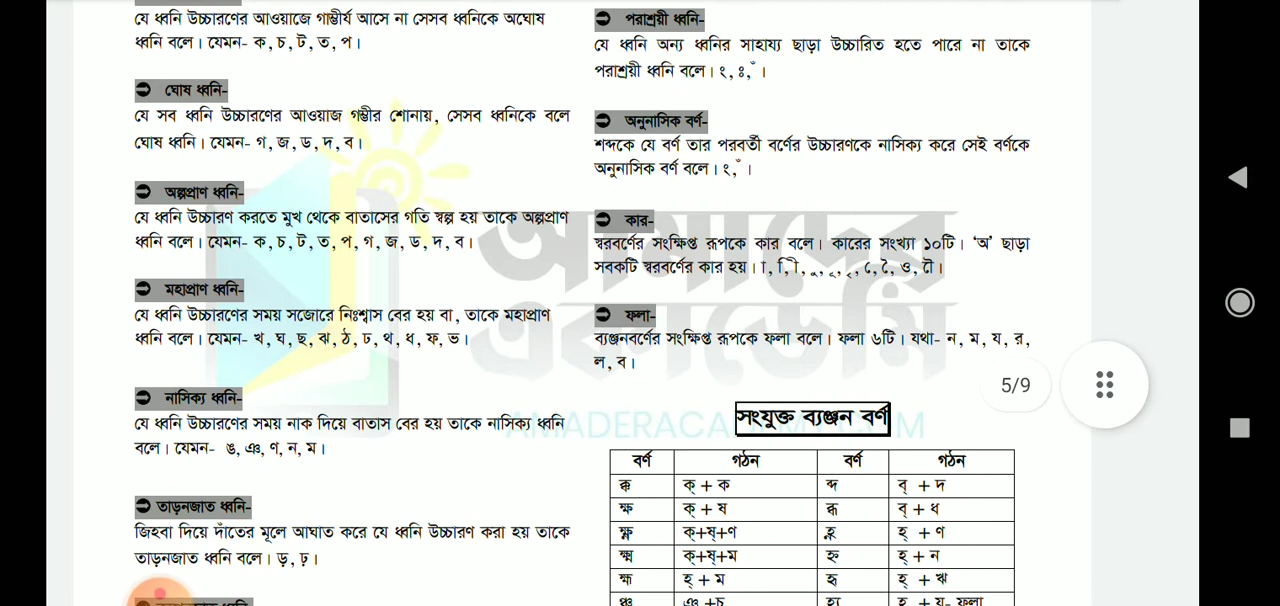 যে ধ্বনি উচ্চারণের আওয়াজে গাম্ভীর্য আসে না সেসব ধ্বনিকে অঘোষ
ধ্বনি বলে। যেমন- ক, চ, ট, ত, প।
➲ ঘোষ ধ্বনি-
যে সব ধ্বনি উচ্চারণের আওয়াজ গম্ভীর শোনায়, সেসব ধ্বনিকে বলে
ঘোষ ধ্বনি। যেমন- গ, জ, ড, দ, ব।
➲ অল্পপ্রাণ ধ্বনি-
যে ধ্বনি উচ্চারণ করতে মুখ থেকে বাতাসের গতি স্বল্প হয় তাকে অল্পপ্রাণ
ধ্বনি বলে। যেমন- ক, চ, ট, ত, প, গ, জ, ড, দ, ব।
➲ মহাপ্রাণ ধ্বনি-
যে ধ্বনি উচ্চারণের সময় সজোরে নিঃশ্বাস বের হয় বা, তাকে মহাপ্রাণ
ধ্বনি বলে। যেমন- খ, ঘ, ছ, ঝ, ঠ, ঢ, থ, ধ, ফ, ভ।
➲ নাসিক্য ধ্বনি-
যে ধ্বনি উচ্চারণের সময় নাক দিয়ে বাতাস বের হয় তাকে নাসিক্য ধ্বনি
বলে। যেমন- ঙ, ঞ, ণ, ন, ম।
➲ তাড়নজাত ধ্বনি-
জিহবা দিয়ে দাঁতের মূলে আঘাত করে যে ধ্বনি উচ্চারণ করা হয় তাকে
তাড়নজাত ধ্বনি বলে। ড়, ঢ়।
➲ পরাশ্রয়ী ধ্বনি-
যে ধ্বনি অন্য ধ্বনির সাহায্য ছাড়া উচ্চারিত হতে পারে না তাকে
পরাশ্রয়ী ধ্বনি বলে। ং, ঃ, ঁ ।
➲ অনুনাসিক বর্ণ-
শব্দকে যে বর্ণ তার পরবর্তী বর্ণের উচ্চারণকে নাসিক্য করে সেই বর্ণকে
অনুনাসিক বর্ণ বলে। ং, ঁ ।
➲ কার-
স্বরবর্ণের সংক্ষিপ্ত রূপকে কার বলে। কারের সংখ্যা ১০টি। ‘অ’ ছাড়া
সবকটি স্বরবর্ণের কার হয়। া, ি, ী, ু, ূ, ৃ, ে, ৈ, ও, ৌ।
➲ ফলা-
ব্যঞ্জনবর্ণের সংক্ষিপ্ত রূপকে ফলা বলে। ফলা ৬টি। যথা- ন, ম, য, র,
ল, ব।
আমাদের
একাডেমি
AMADERACADEMY.COM
5/9
সংযুক্ত ব্যঞ্জন বর্ণ
বর্ণ গঠন বর্ণ গঠন
ক্ক ক্ + ক ব্দ ব্ + দ
ক্ষ ক্ + ষ ব্ধ ব্ + ধ
ক্ষ্ণ ক্+ষ্+ণ হ্ণ হ্ + ণ
ক্ষ্ম ক্+ষ্+ম হ্ন হ্ + ন
হ্ম হ্ + ম হৃ হ্ + ঋ
ঞ্চ ঞ +চ হ্য হ + য- ফলা